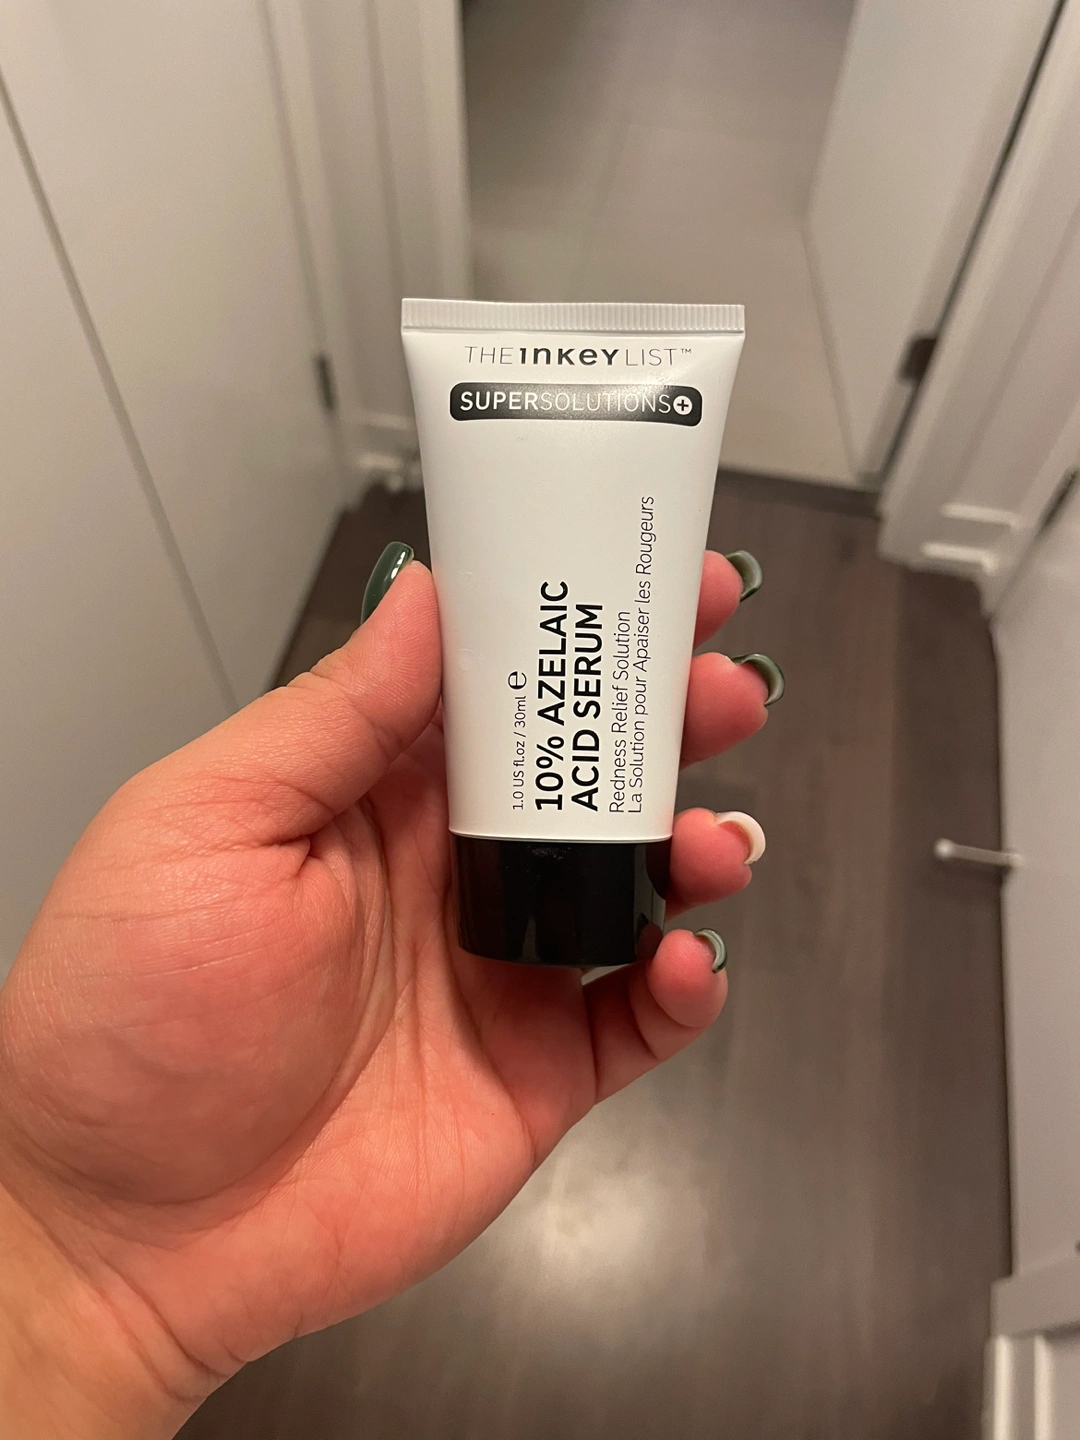 THE INKEY LIST™
SUPERSOLUTIONS+
1.0 US fl.oz / 30ml ℮
10% AZELAIC
ACID SERUM
Redness Relief Solution
La Solution pour Apaiser les Rougeurs